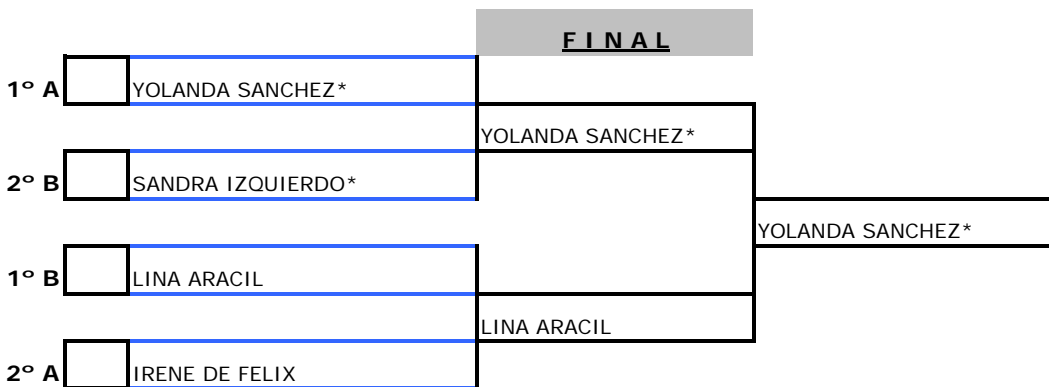 F I N A L
1º A YOLANDA SANCHEZ*
YOLANDA SANCHEZ*
2º B SANDRA IZQUIERDO*
YOLANDA SANCHEZ*
1º B LINA ARACIL
LINA ARACIL
2º A IRENE DE FELIX